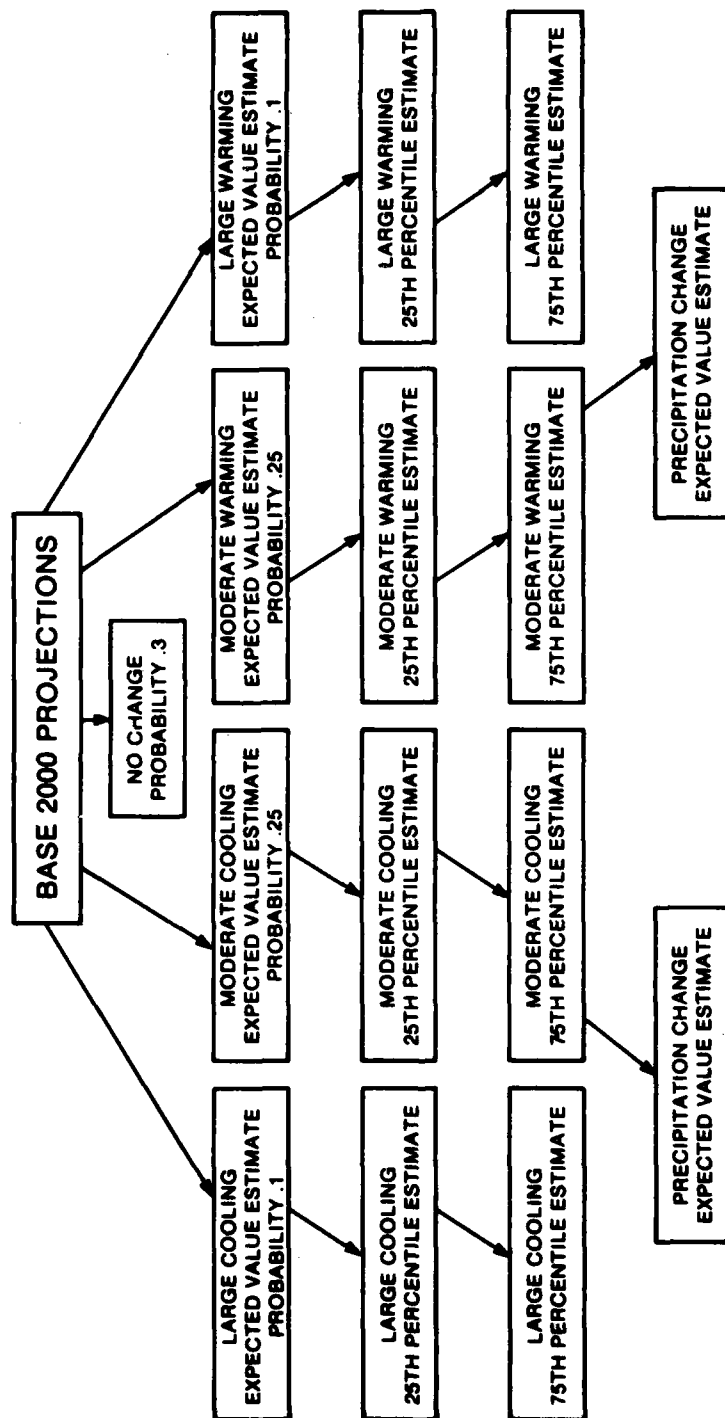 BASE 2000 PROJECTIONS
NO CHANGE
PROBABILITY .3
LARGE COOLING
EXPECTED VALUE ESTIMATE
PROBABILITY .1
MODERATE COOLING
EXPECTED VALUE ESTIMATE
PROBABILITY .25
MODERATE WARMING
EXPECTED VALUE ESTIMATE
PROBABILITY .25
LARGE WARMING
EXPECTED VALUE ESTIMATE
PROBABILITY .1
LARGE COOLING
25TH PERCENTILE ESTIMATE
MODERATE COOLING
25TH PERCENTILE ESTIMATE
MODERATE WARMING
25TH PERCENTILE ESTIMATE
LARGE WARMING
25TH PERCENTILE ESTIMATE
LARGE COOLING
75TH PERCENTILE ESTIMATE
MODERATE COOLING
75TH PERCENTILE ESTIMATE
MODERATE WARMING
75TH PERCENTILE ESTIMATE
LARGE WARMING
75TH PERCENTILE ESTIMATE
PRECIPITATION CHANGE
EXPECTED VALUE ESTIMATE
PRECIPITATION CHANGE
EXPECTED VALUE ESTIMATE